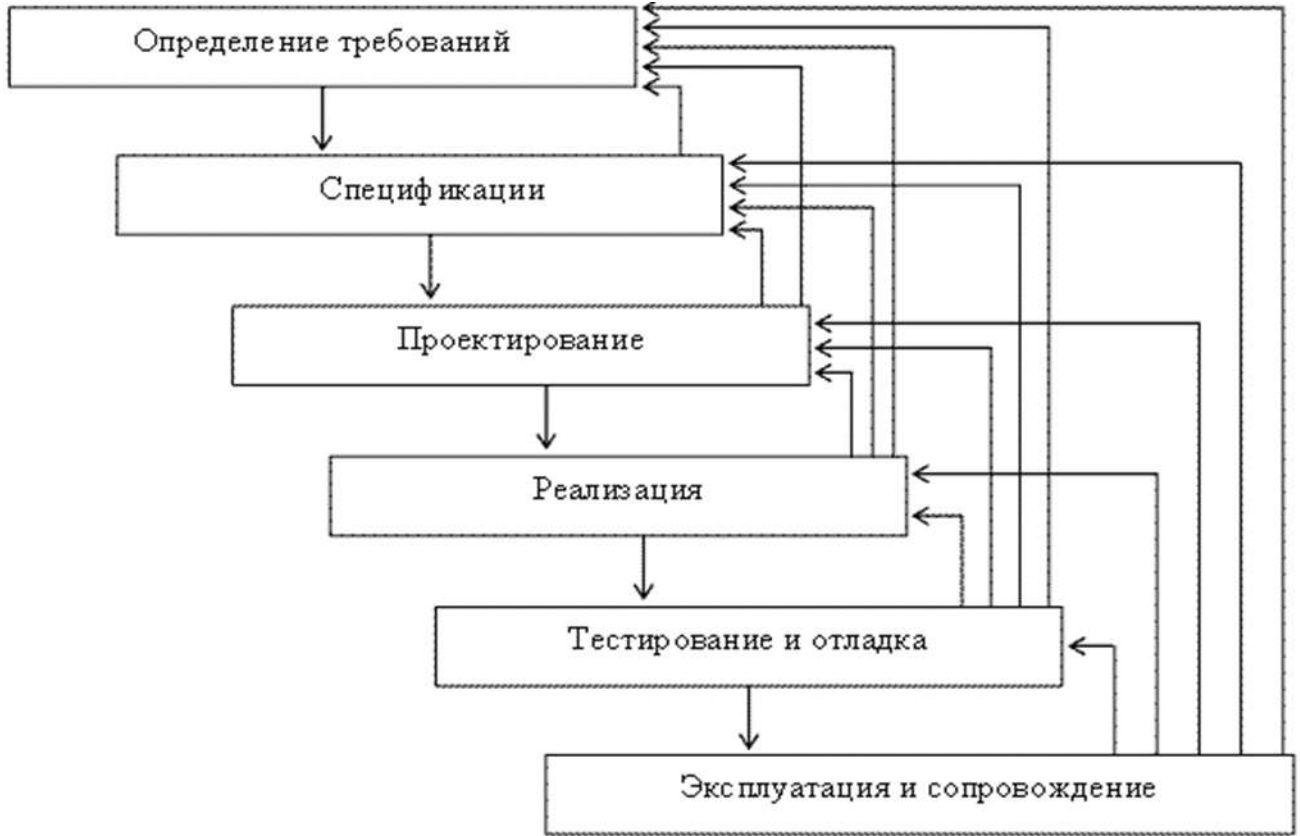 Определение требований
Спецификации
Проектирование
Реализация
Тестирование и отладка
Эксплуатация и сопровождение